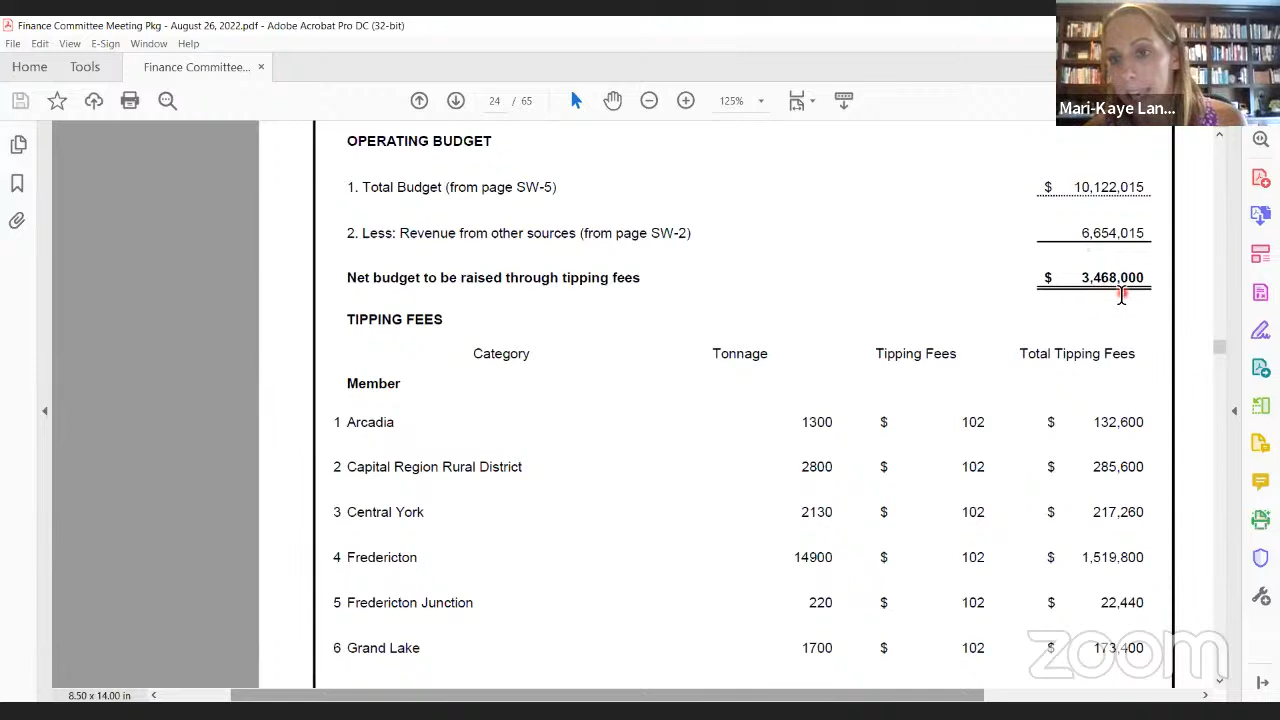 Finance Committee Meeting Pkg - August 26, 2022.pdf - Adobe Acrobat Pro DC (32-bit)
File Edit View E-Sign Window Help
Home Tools Finance Committee... ×
24 / 65 125%
Mari-Kaye Lan...
OPERATING BUDGET
1. Total Budget (from page SW-5) $ 10,122,015
2. Less: Revenue from other sources (from page SW-2) 6,654,015
Net budget to be raised through tipping fees $ 3,468,000
TIPPING FEES
Category Tonnage Tipping Fees Total Tipping Fees
Member
1 Arcadia 1300 $ 102 $ 132,600
2 Capital Region Rural District 2800 $ 102 $ 285,600
3 Central York 2130 $ 102 $ 217,260
4 Fredericton 14900 $ 102 $ 1,519,800
5 Fredericton Junction 220 $ 102 $ 22,440
6 Grand Lake 1700 $ 102 $ 173,400
zoom
8.50 x 14.00 in